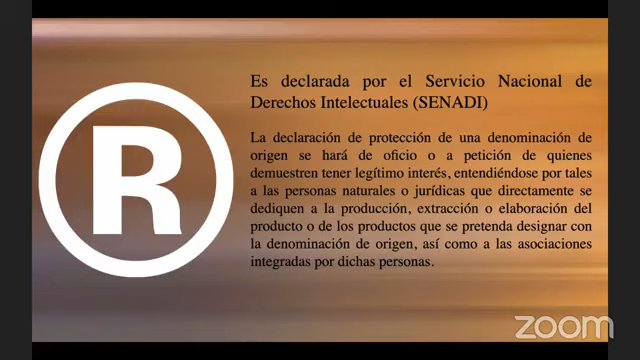 R
Es declarada por el Servicio Nacional de
Derechos Intelectuales (SENADI)
La declaración de protección de una denominación de
origen se hará de oficio o a petición de quienes
demuestren tener legítimo interés, entendiéndose por tales
a las personas naturales o jurídicas que directamente se
dediquen a la producción, extracción o elaboración del
producto o de los productos que se pretenda designar con
la denominación de origen, así como a las asociaciones
integradas por dichas personas.
zoom